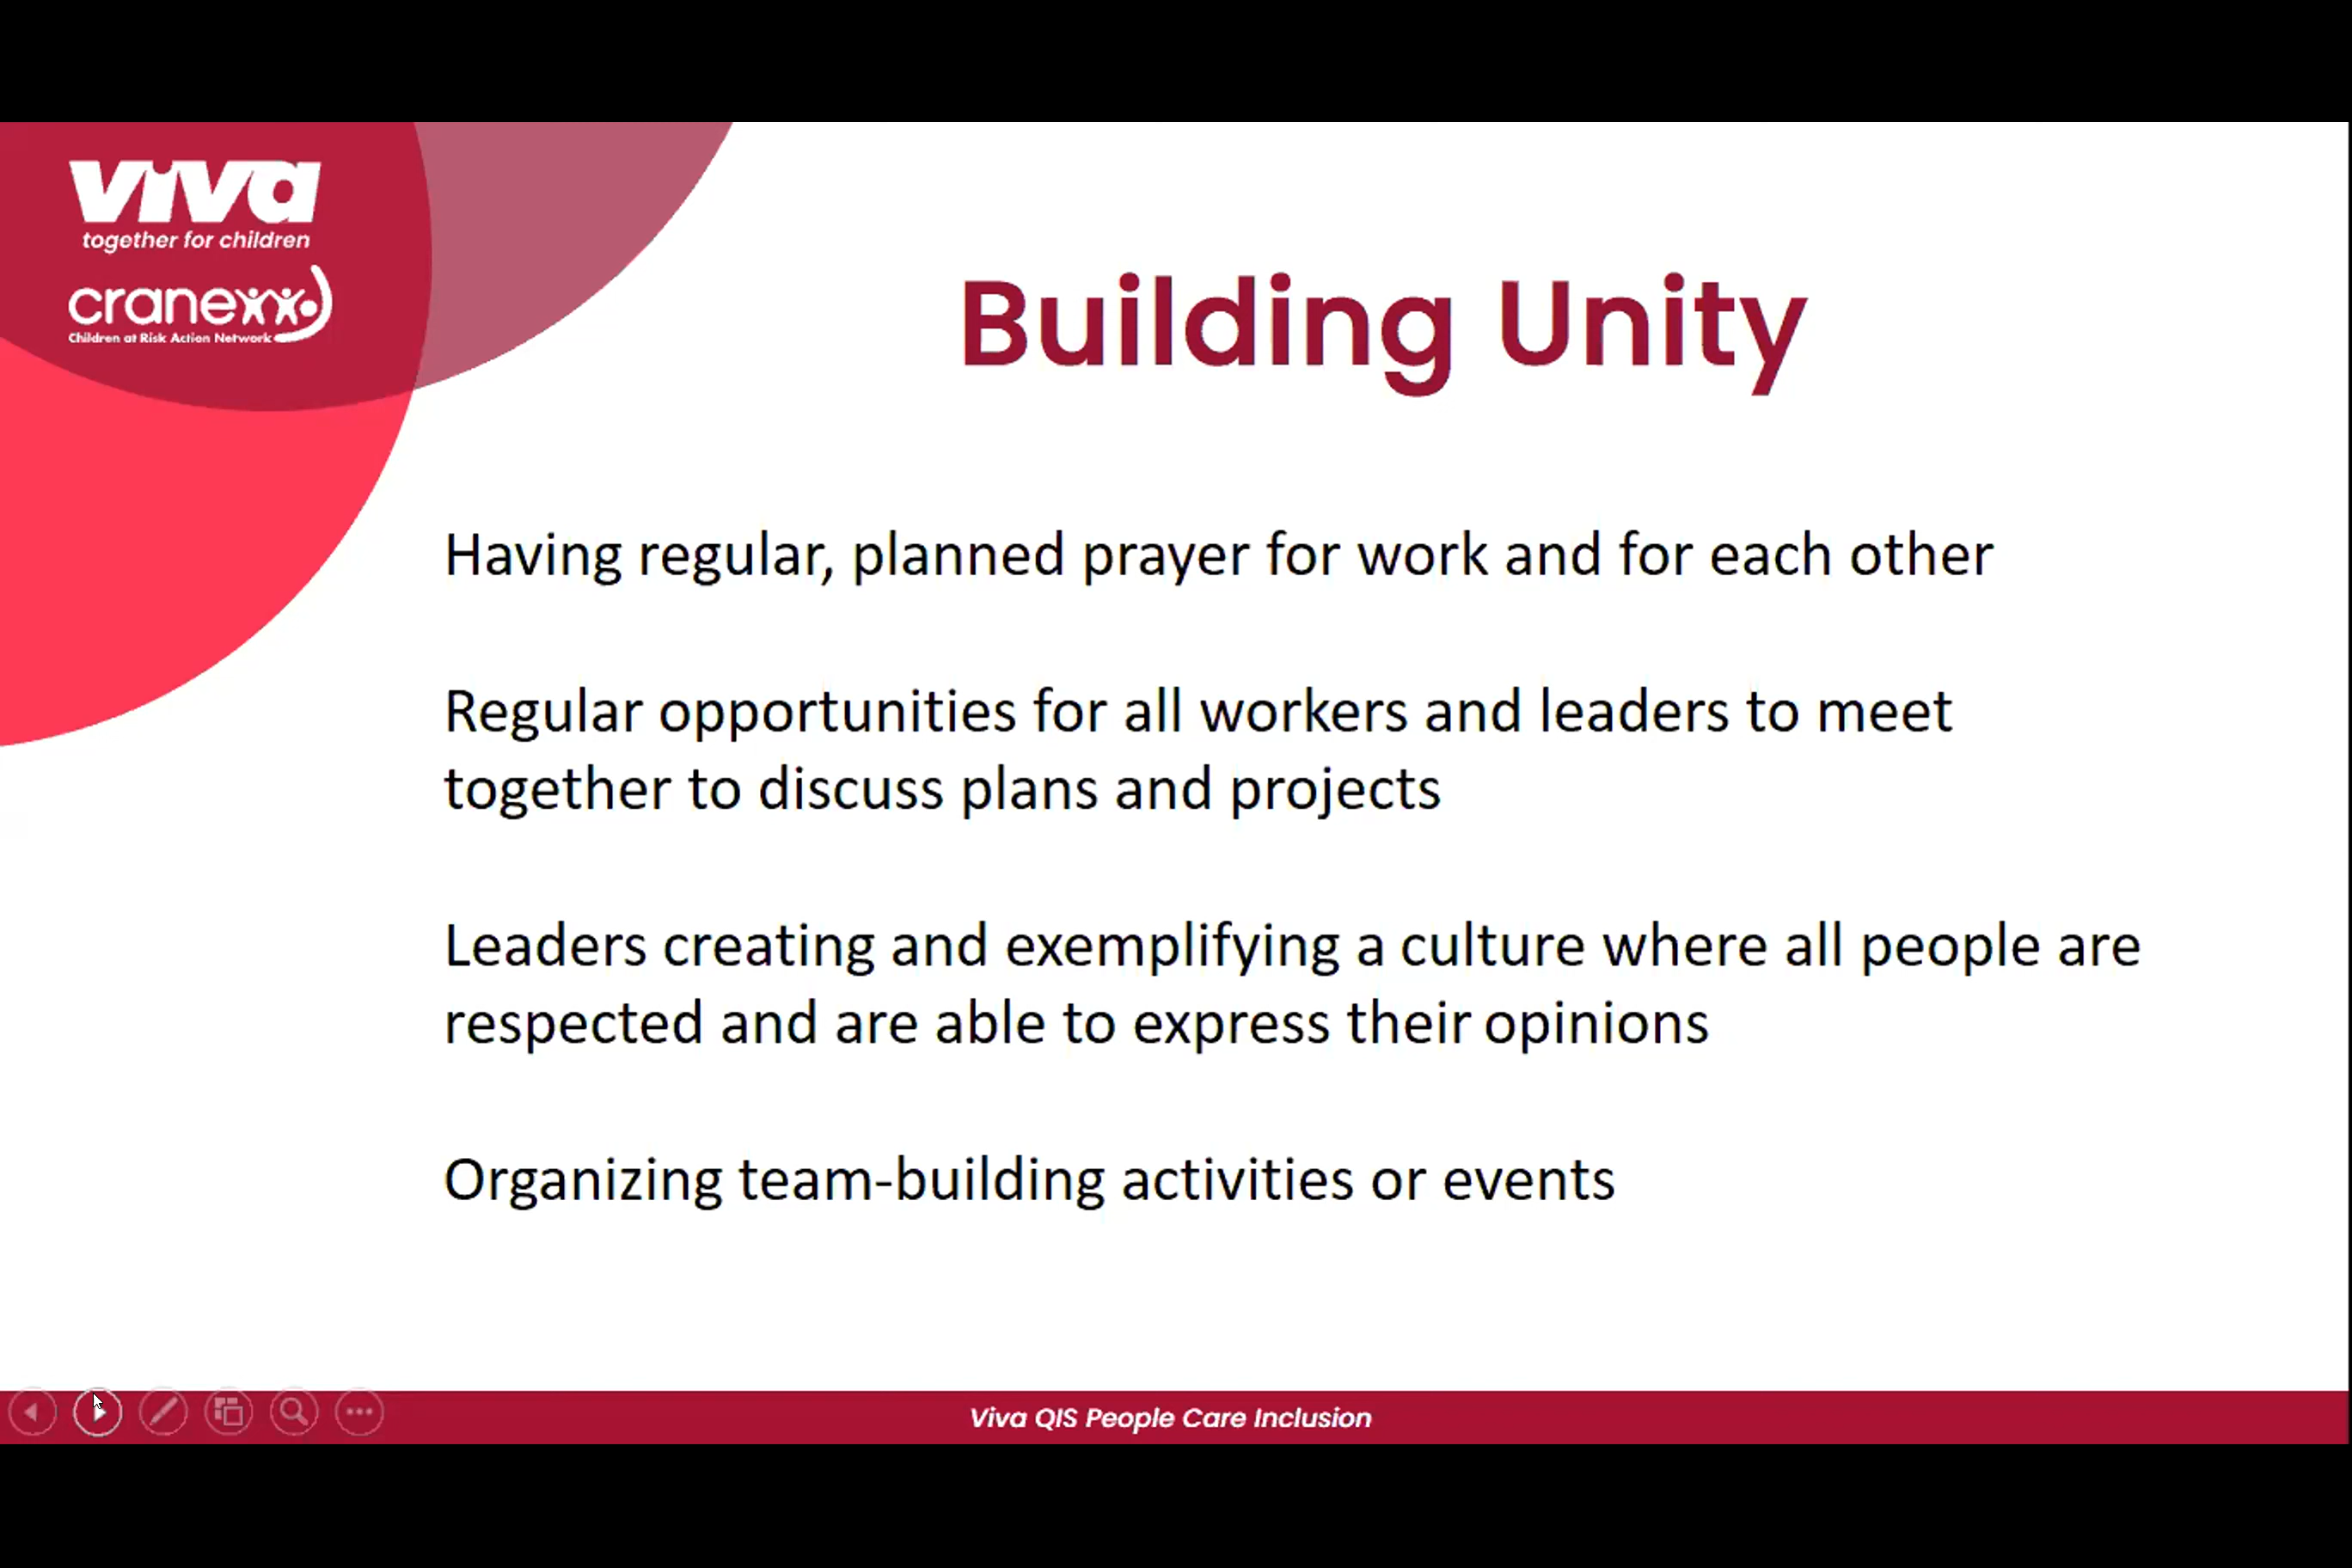 viva
together for children
crane
Children at Risk Action Network
Building Unity
Having regular, planned prayer for work and for each other
Regular opportunities for all workers and leaders to meet
together to discuss plans and projects
Leaders creating and exemplifying a culture where all people are
respected and are able to express their opinions
Organizing team-building activities or events
Viva QIS People Care Inclusion